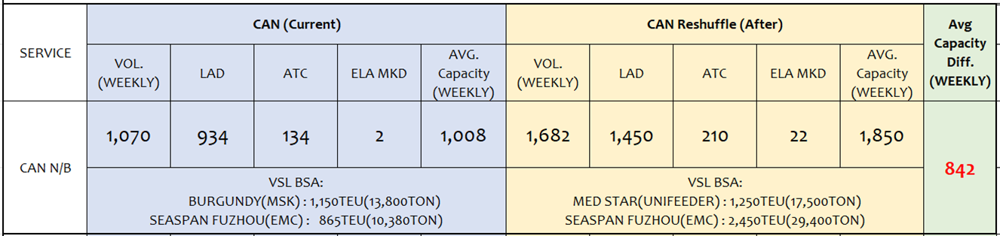 SERVICE
CAN (Current)
CAN Reshuffle (After)
Avg
Capacity
Diff.
(WEEKLY)
VOL.
(WEEKLY)
LAD
ATC
ELA MKD
AVG.
Capacity
(WEEKLY)
VOL.
(WEEKLY)
LAD
ATC
ELA MKD
AVG.
Capacity
(WEEKLY)
CAN N/B
1,070
934
134
2
1,008
1,682
1,450
210
22
1,850
842
VSL BSA:
BURGUNDY(MSK) : 1,150TEU(13,800TON)
SEASPAN FUZHOU(EMC) : 865TEU(10,380TON)
VSL BSA:
MED STAR(UNIFEEDER) : 1,250TEU(17,500TON)
SEASPAN FUZHOU(EMC) : 2,450TEU(29,400TON)